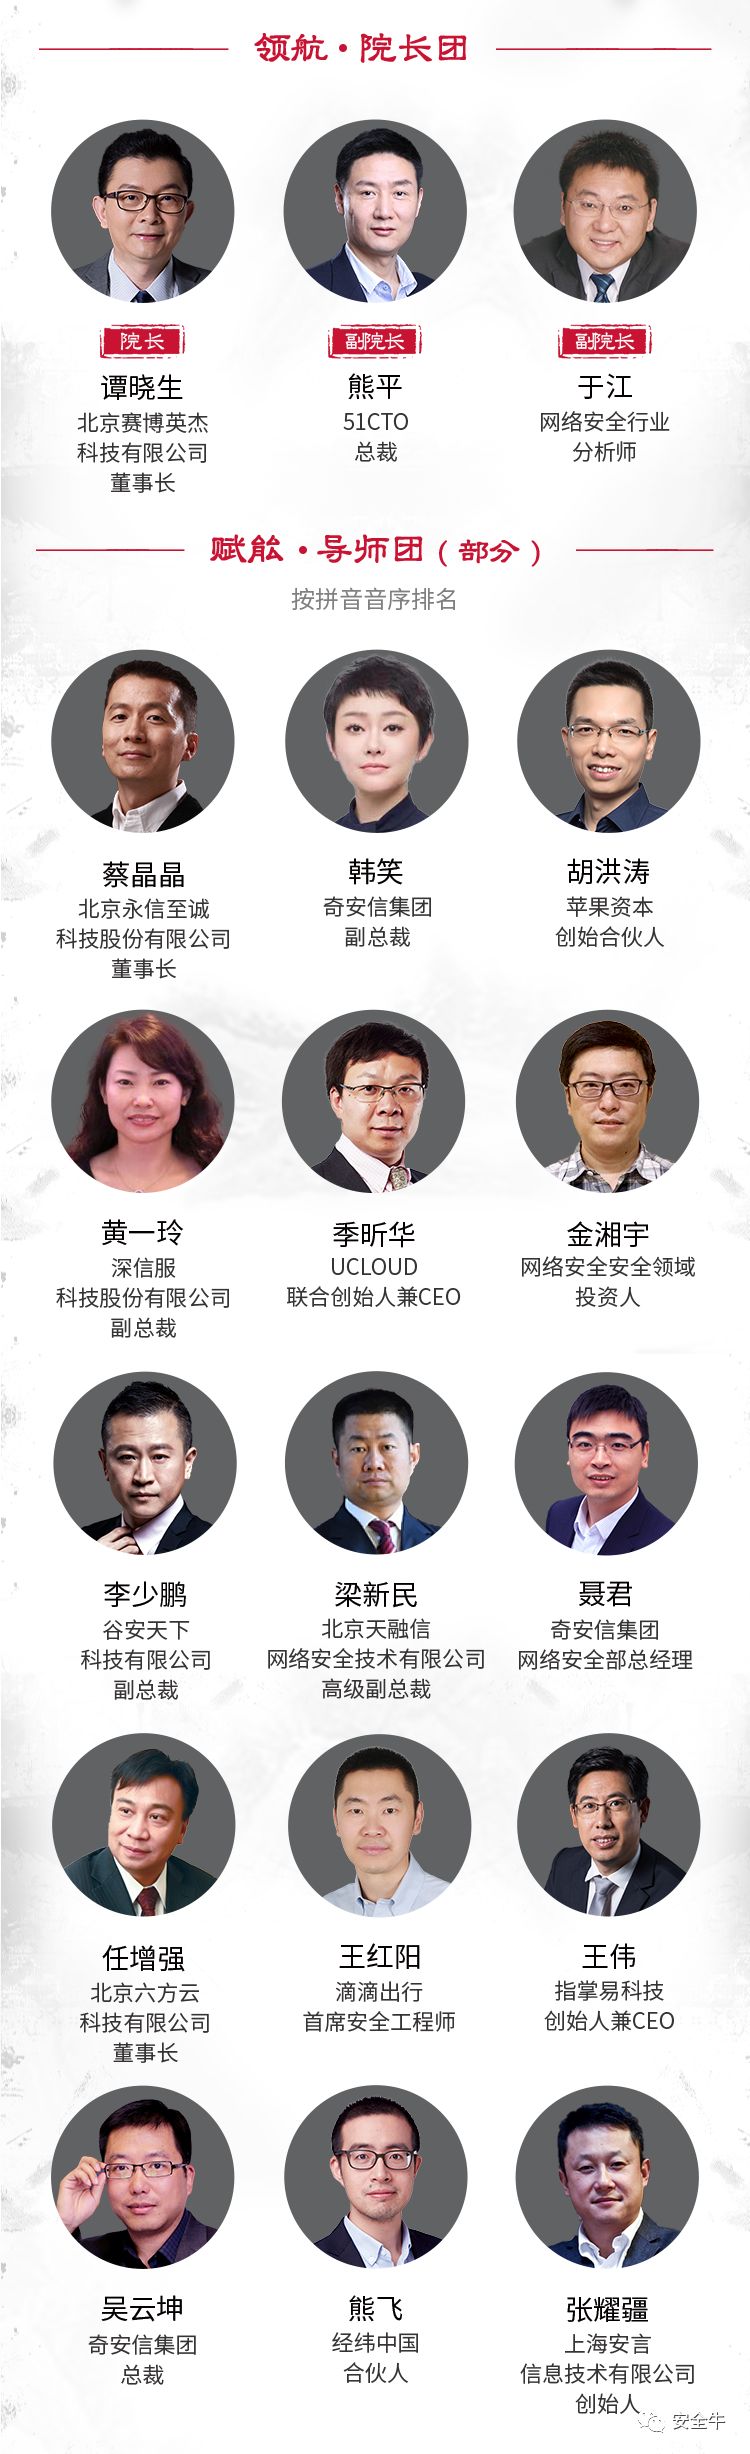 领航·院长团
院长
副院长
副院长
谭晓生
北京赛博英杰
科技有限公司
董事长
熊平
51CTO
总裁
于江
网络安全行业
分析师
赋能·导师团（部分）
按拼音音序排名
蔡晶晶
北京永信至诚
科技股份有限公司
董事长
韩笑
奇安信集团
副总裁
胡洪涛
苹果资本
创始合伙人
黄一玲
深信服
科技股份有限公司
副总裁
季昕华
UCLOUD
联合创始人兼CEO
金湘宇
网络安全安全领域
投资人
李少鹏
谷安天下
科技有限公司
副总裁
梁新民
北京天融信
网络安全技术有限公司
高级副总裁
聂君
奇安信集团
网络安全部总经理
任增强
北京六方云
科技有限公司
董事长
王红阳
滴滴出行
首席安全工程师
王伟
指掌易科技
创始人兼CEO
吴云坤
奇安信集团
总裁
熊飞
经纬中国
合伙人
张耀疆
上海安言
信息技术有限公司
创始人
安全牛